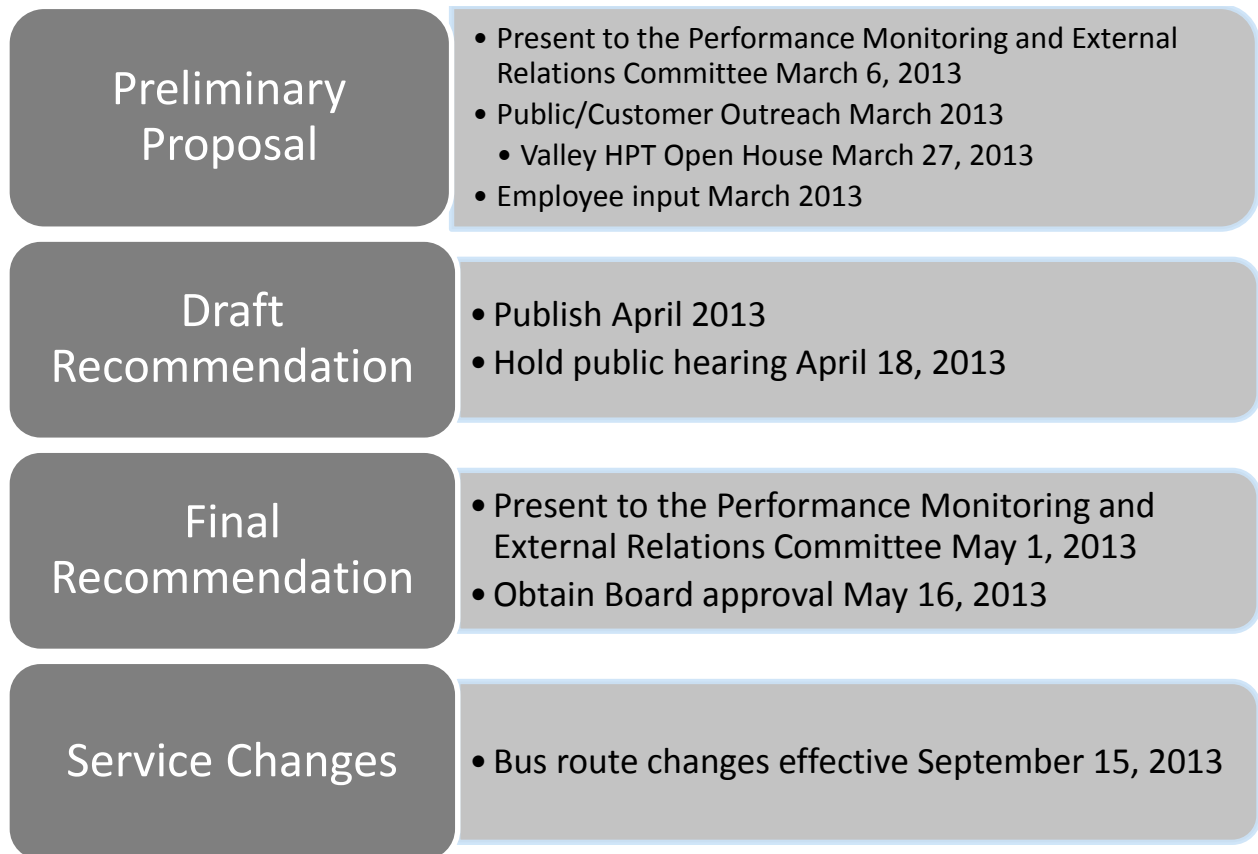 Preliminary
Proposal
• Present to the Performance Monitoring and External
Relations Committee March 6, 2013
• Public/Customer Outreach March 2013
• Valley HPT Open House March 27, 2013
• Employee input March 2013
Draft
Recommendation
• Publish April 2013
• Hold public hearing April 18, 2013
Final
Recommendation
• Present to the Performance Monitoring and
External Relations Committee May 1, 2013
• Obtain Board approval May 16, 2013
Service Changes
• Bus route changes effective September 15, 2013